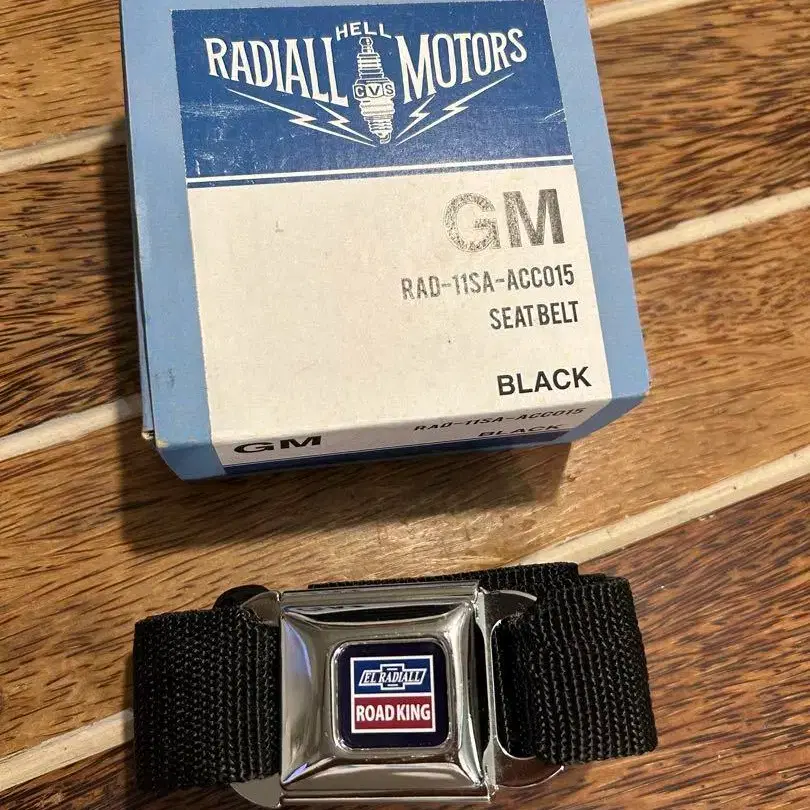 HELL
RADIALL MOTORS
CVS
GM
RAD-11SA-ACC015
SEAT BELT
BLACK
GM
RAD-11SA-ACC015
BLACK
EL RADIALL
ROAD KING